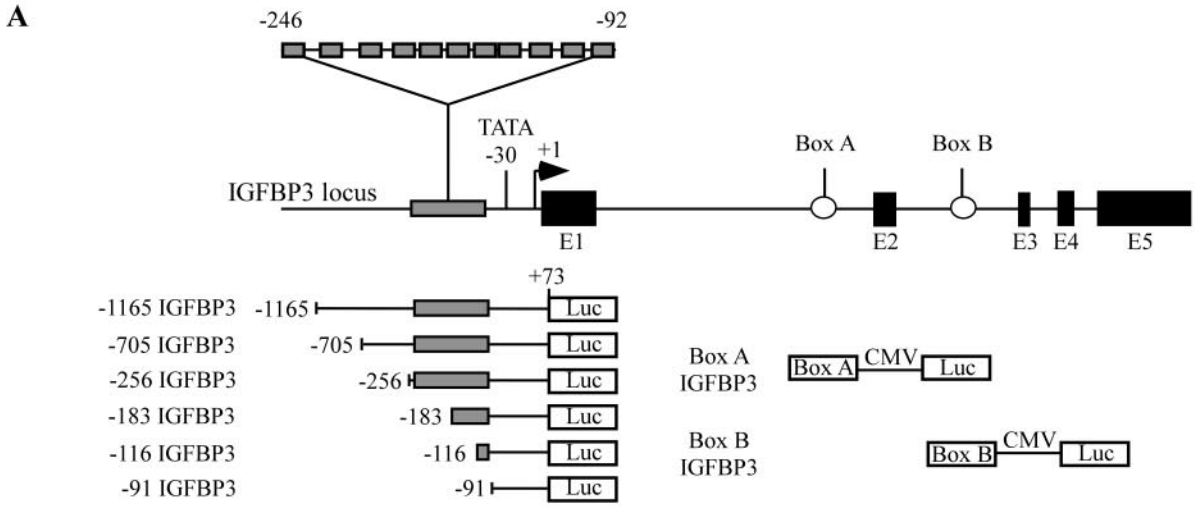 A
-246 -92
TATA
-30 +1
Box A Box B
IGFBP3 locus
E1 E2 E3 E4 E5
+73
-1165 IGFBP3 -1165 Luc
-705 IGFBP3 -705 Luc
-256 IGFBP3 -256 Luc
-183 IGFBP3 -183 Luc
-116 IGFBP3 -116 Luc
-91 IGFBP3 -91 Luc
Box A
IGFBP3
Box A CMV Luc
Box B
IGFBP3
Box B CMV Luc